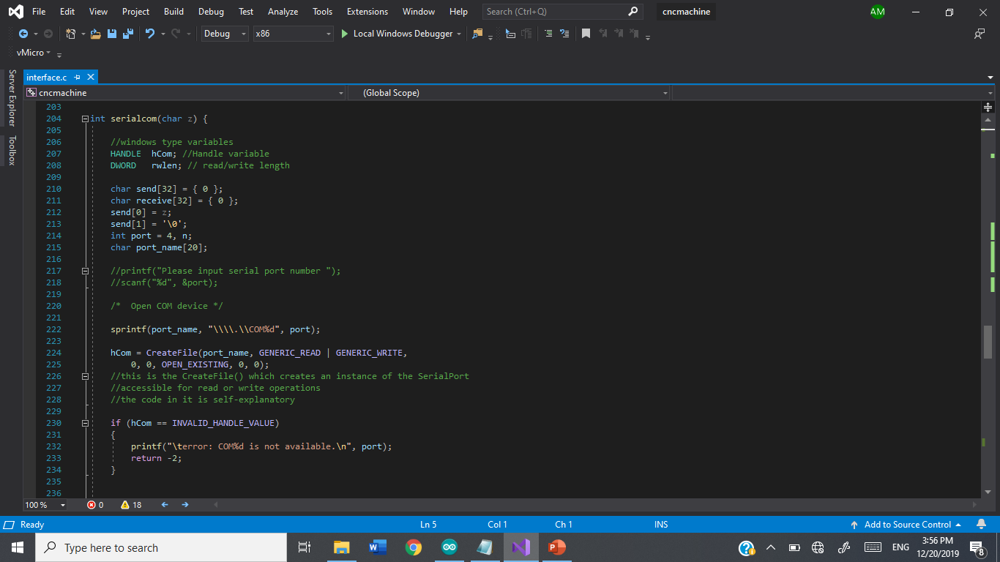 File Edit View Project Build Debug Test Analyze Tools Extensions Window Help Search (Ctrl+Q) cncmachine AM
Debug x86 Local Windows Debugger
vMicro
Server Explorer
Toolbox
interface.c
cncmachine (Global Scope)
203
204 int serialcom(char z) {
205
206 //windows type variables
207 HANDLE hCom; //Handle variable
208 DWORD rwlen; // read/write length
209
210 char send[32] = { 0 };
211 char receive[32] = { 0 };
212 send[0] = z;
213 send[1] = '\0';
214 int port = 4, n;
215 char port_name[20];
216
217 //printf("Please input serial port number ");
218 //scanf("%d", &port);
219
220 /* Open COM device */
221
222 sprintf(port_name, "\\\\.\\COM%d", port);
223
224 hCom = CreateFile(port_name, GENERIC_READ | GENERIC_WRITE,
225 0, 0, OPEN_EXISTING, 0, 0);
226 //this is the CreateFile() which creates an instance of the SerialPort
227 //accessible for read or write operations
228 //the code in it is self-explanatory
229
230 if (hCom == INVALID_HANDLE_VALUE)
231 {
232 printf("\terror: COM%d is not available.\n", port);
233 return -2;
234 }
235
236
100 % 0 18
Ready Ln 5 Col 1 Ch 1 INS Add to Source Control
Type here to search ENG 3:56 PM
12/20/2019 8